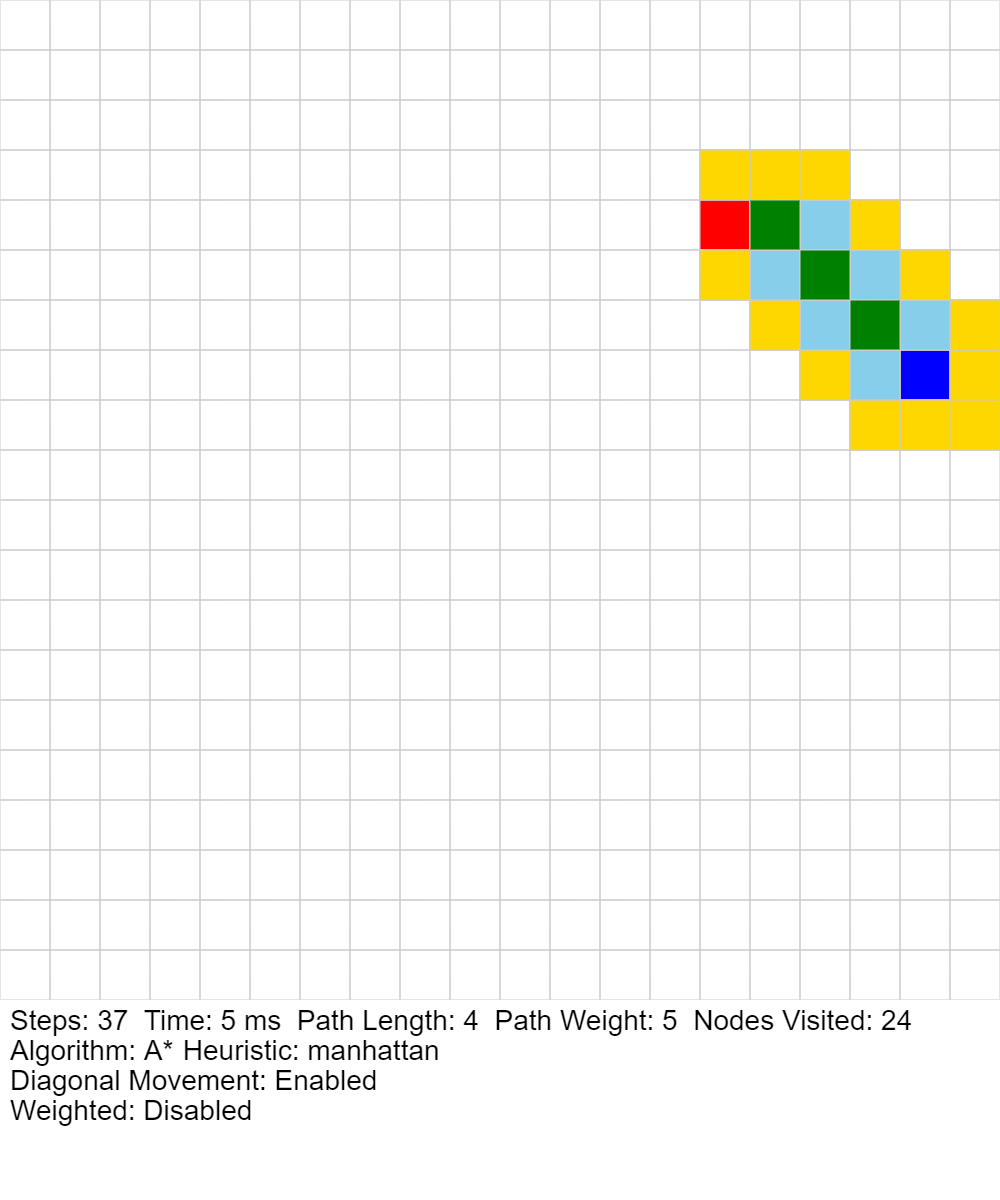 Steps: 37  Time: 5 ms  Path Length: 4  Path Weight: 5  Nodes Visited: 24
Algorithm: A* Heuristic: manhattan
Diagonal Movement: Enabled
Weighted: Disabled